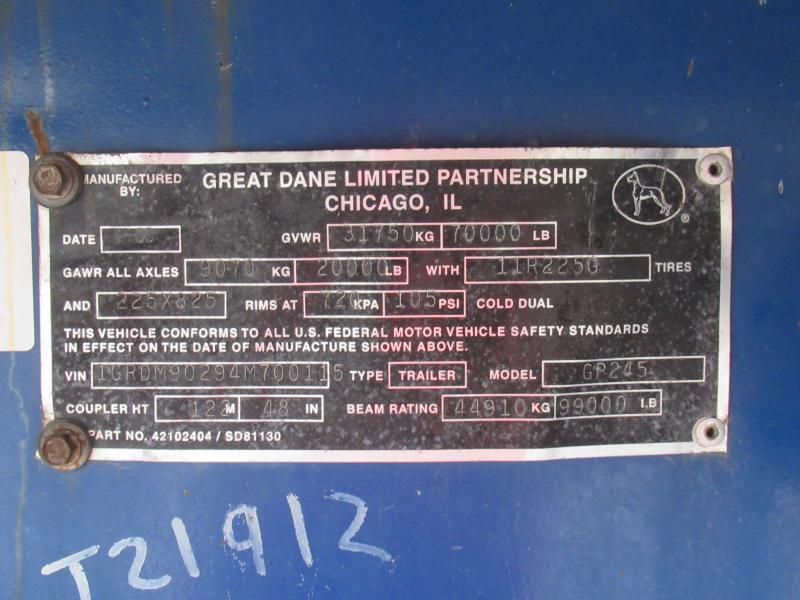 MANUFACTURED BY: GREAT DANE LIMITED PARTNERSHIP
CHICAGO, IL
DATE GVWR 31750 KG 70000 LB
GAWR ALL AXLES 9070 KG 20000 LB WITH 11R225G TIRES
AND 225X825 RIMS AT 720 KPA 105 PSI COLD DUAL
THIS VEHICLE CONFORMS TO ALL U.S. FEDERAL MOTOR VEHICLE SAFETY STANDARDS
IN EFFECT ON THE DATE OF MANUFACTURE SHOWN ABOVE.
VIN 1GRDM90294M700115 TYPE TRAILER MODEL GP245
COUPLER HT 122 M 48 IN BEAM RATING 44910 KG 99000 LB
PART NO. 42102404 / SD81130
®
T21912